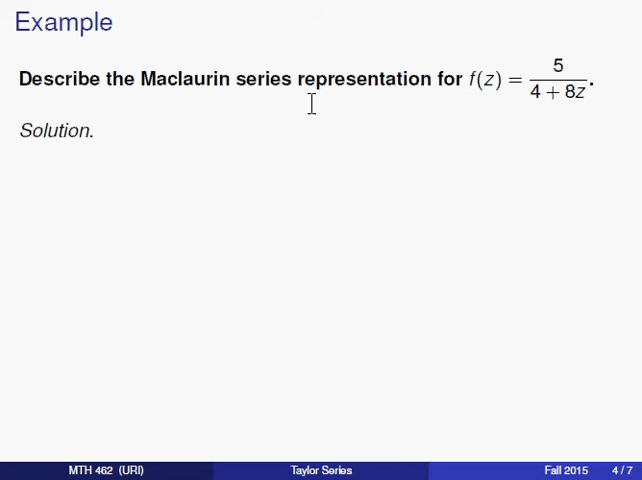 Example
Describe the Maclaurin series representation for f(z) = 5 / (4 + 8z).
Solution.
MTH 462 (URI) Taylor Series Fall 2015 4 / 7